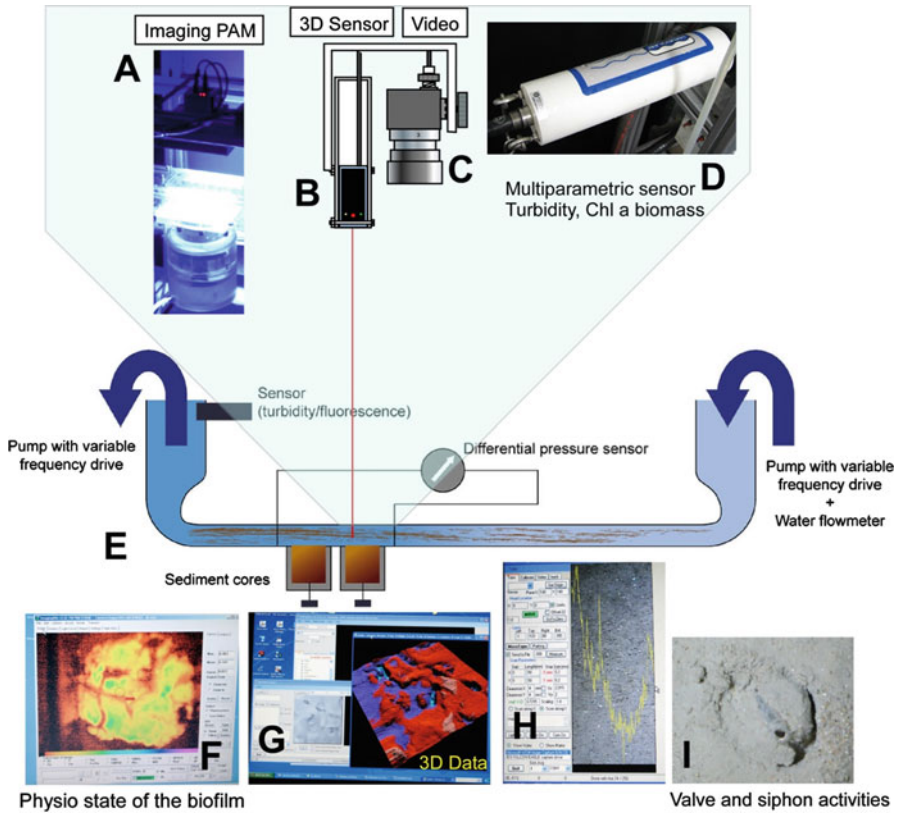 Imaging PAM
3D Sensor
Video
A
B
C
D
Multiparametric sensor
Turbidity, Chl a biomass
Sensor
(turbidity/fluorescence)
Pump with variable
frequency drive
Differential pressure sensor
Pump with variable
frequency drive
+
Water flowmeter
E
Sediment cores
F
G
3D Data
H
I
Physio state of the biofilm
Valve and siphon activities